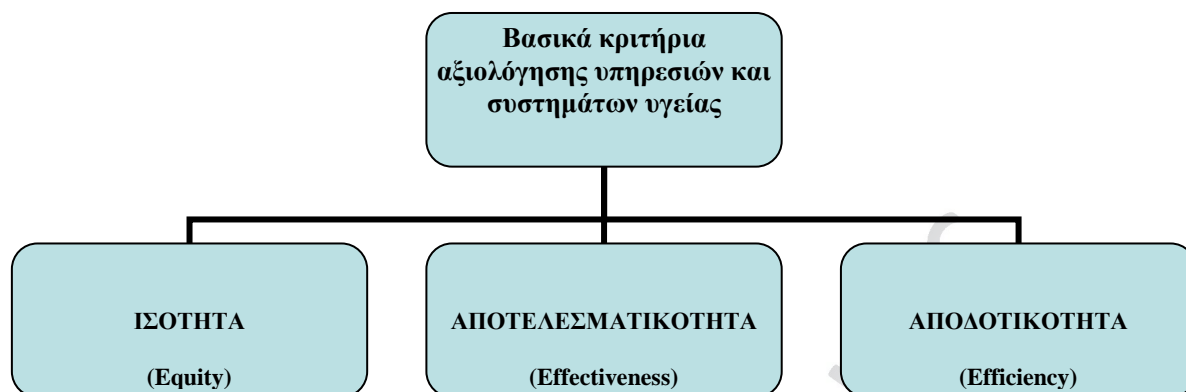 Βασικά κριτήρια
αξιολόγησης υπηρεσιών και
συστημάτων υγείας
ΙΣΟΤΗΤΑ
(Equity)
ΑΠΟΤΕΛΕΣΜΑΤΙΚΟΤΗΤΑ
(Effectiveness)
ΑΠΟΔΟΤΙΚΟΤΗΤΑ
(Efficiency)